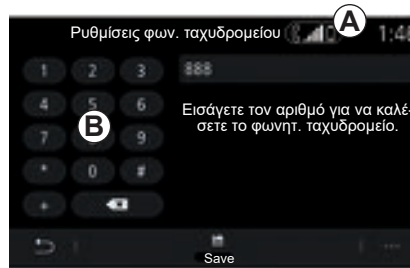 Ρυθμίσεις φων. ταχυδρομείου
A
1:48
1 2 3
888
4 5 6
Εισάγετε τον αριθμό για να καλέ-
σετε το φωνητ. ταχυδρομείο.
7 B 9
* 0 #
+
Save